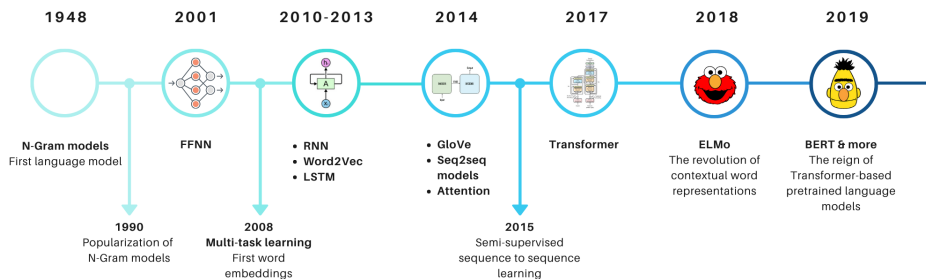 1948
2001
2010-2013
2014
2017
2018
2019
h
A
x
N-Gram models
First language model
FFNN
• RNN
• Word2Vec
• LSTM
• GloVe
• Seq2seq
models
• Attention
Transformer
ELMo
The revolution of
contextual word
representations
BERT & more
The reign of
Transformer-based
pretrained language
models
1990
Popularization of
N-Gram models
2008
Multi-task learning
First word
embeddings
2015
Semi-supervised
sequence to sequence
learning